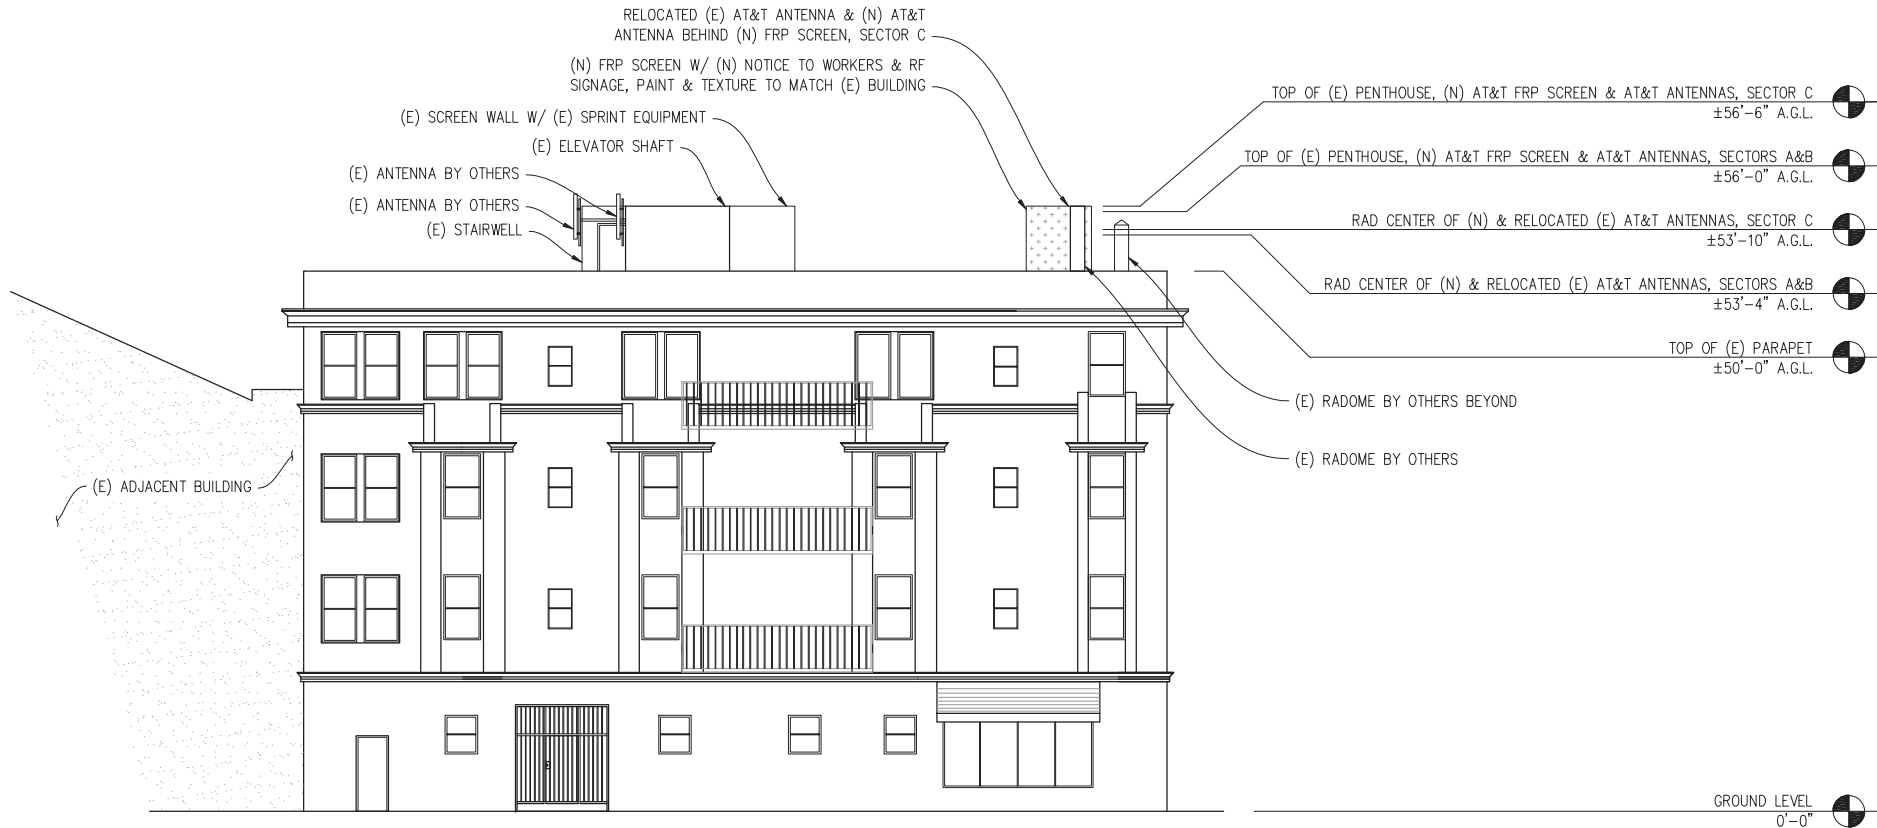 RELOCATED (E) AT&T ANTENNA & (N) AT&T
ANTENNA BEHIND (N) FRP SCREEN, SECTOR C
(N) FRP SCREEN W/ (N) NOTICE TO WORKERS & RF
SIGNAGE, PAINT & TEXTURE TO MATCH (E) BUILDING
(E) SCREEN WALL W/ (E) SPRINT EQUIPMENT
(E) ELEVATOR SHAFT
(E) ANTENNA BY OTHERS
(E) ANTENNA BY OTHERS
(E) STAIRWELL
TOP OF (E) PENTHOUSE, (N) AT&T FRP SCREEN & AT&T ANTENNAS, SECTOR C
±56'-6" A.G.L.
TOP OF (E) PENTHOUSE, (N) AT&T FRP SCREEN & AT&T ANTENNAS, SECTORS A&B
±56'-0" A.G.L.
RAD CENTER OF (N) & RELOCATED (E) AT&T ANTENNAS, SECTOR C
±53'-10" A.G.L.
RAD CENTER OF (N) & RELOCATED (E) AT&T ANTENNAS, SECTORS A&B
±53'-4" A.G.L.
TOP OF (E) PARAPET
±50'-0" A.G.L.
(E) RADOME BY OTHERS BEYOND
(E) RADOME BY OTHERS
(E) ADJACENT BUILDING
GROUND LEVEL
0'-0"